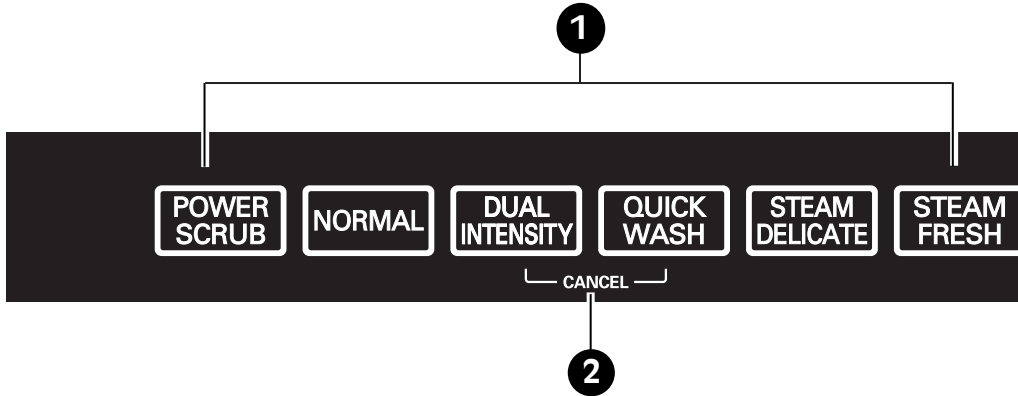 1
POWER
SCRUB
NORMAL
DUAL
INTENSITY
QUICK
WASH
STEAM
DELICATE
STEAM
FRESH
CANCEL
2